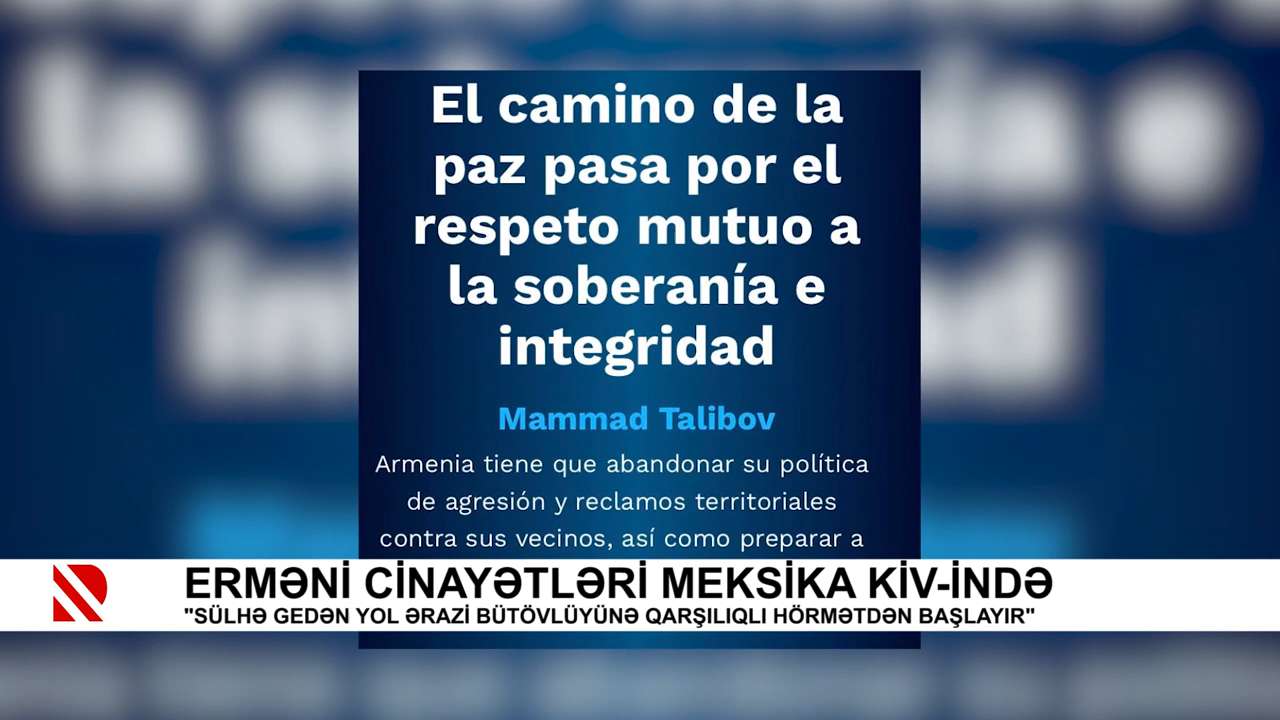 El camino de la
paz pasa por el
respeto mutuo a
la soberanía e
integridad
Mammad Talibov
Armenia tiene que abandonar su política
de agresión y reclamos territoriales
contra sus vecinos, así como preparar a
ERMƏNİ CİNAYƏTLƏRİ MEKSİKA KİV-İNDƏ
"SÜLHƏ GEDƏN YOL ƏRAZİ BÜTÖVLÜYÜNƏ QARŞILIQLI HÖRMƏTDƏN BAŞLAYIR"